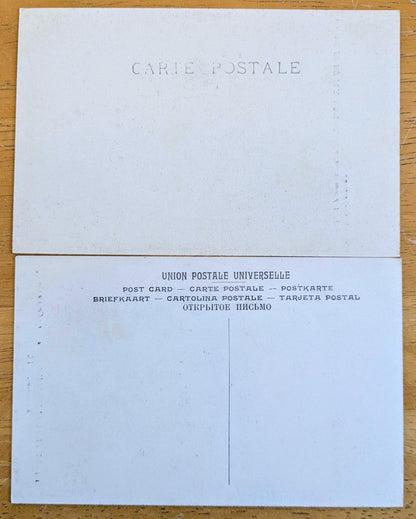 CARTE POSTALE
UNION POSTALE UNIVERSELLE
POST CARD — CARTE POSTALE — POSTKARTE
BRIEFKAART — CARTOLINA POSTALE — TARJETA POSTAL
ОТКРЫТОЕ ПИСЬМО